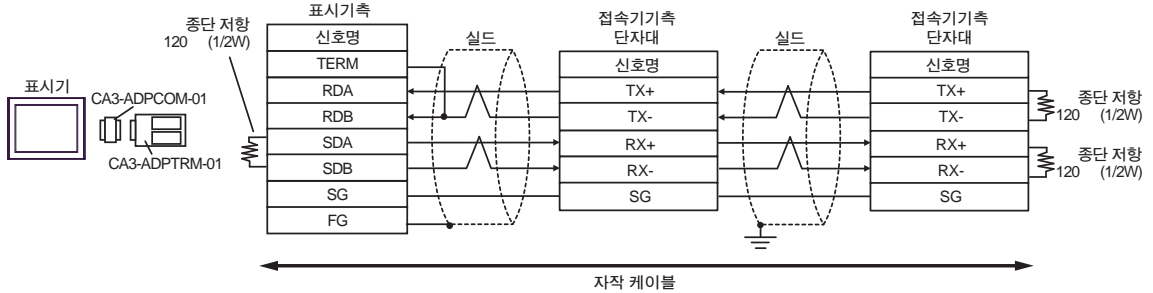 표시기
CA3-ADPCOM-01
CA3-ADPTRM-01
종단 저항
120 (1/2W)
표시기측
신호명
TERM
RDA
RDB
SDA
SDB
SG
FG
실드
접속기기측
단자대
신호명
TX+
TX-
RX+
RX-
SG
실드
접속기기측
단자대
신호명
TX+
TX-
RX+
RX-
SG
종단 저항
120 (1/2W)
종단 저항
120 (1/2W)
자작 케이블